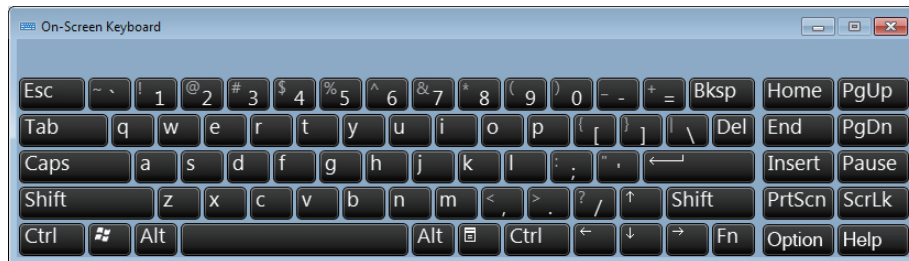 On-Screen Keyboard
Esc ~ ` ! 1 @ 2 # 3 $ 4 % 5 ^ 6 & 7 * 8 ( 9 ) 0 _ - + = Bksp Home PgUp
Tab q w e r t y u i o p { [ } ] | \ Del End PgDn
Caps a s d f g h j k l : ; " ' Insert Pause
Shift z x c v b n m < , > . ? / ↑ Shift PrtScn ScrLk
Ctrl Alt Alt Ctrl ← ↓ → Fn Option Help